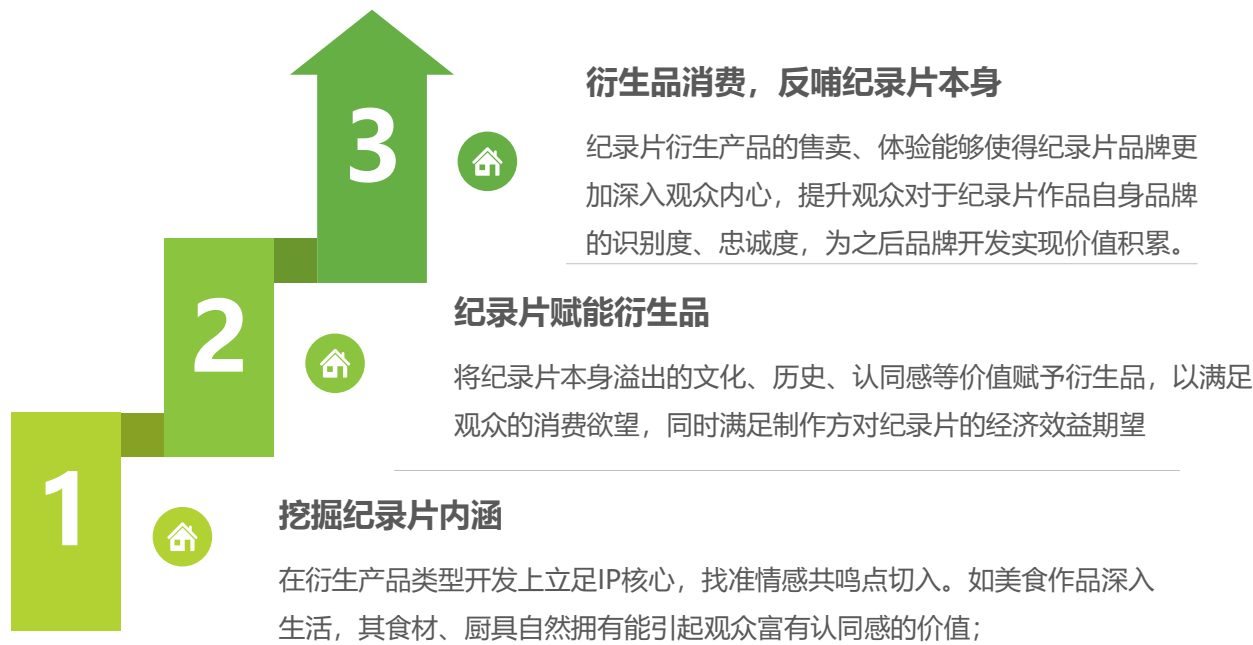 3
衍生品消费，反哺纪录片本身
纪录片衍生产品的售卖、体验能够使得纪录片品牌更
加深入观众内心，提升观众对于纪录片作品自身品牌
的识别度、忠诚度，为之后品牌开发实现价值积累。
2
纪录片赋能衍生品
将纪录片本身溢出的文化、历史、认同感等价值赋予衍生品，以满足
观众的消费欲望，同时满足制作方对纪录片的经济效益期望
1
挖掘纪录片内涵
在衍生产品类型开发上立足IP核心，找准情感共鸣点切入。如美食作品深入
生活，其食材、厨具自然拥有能引起观众富有认同感的价值；